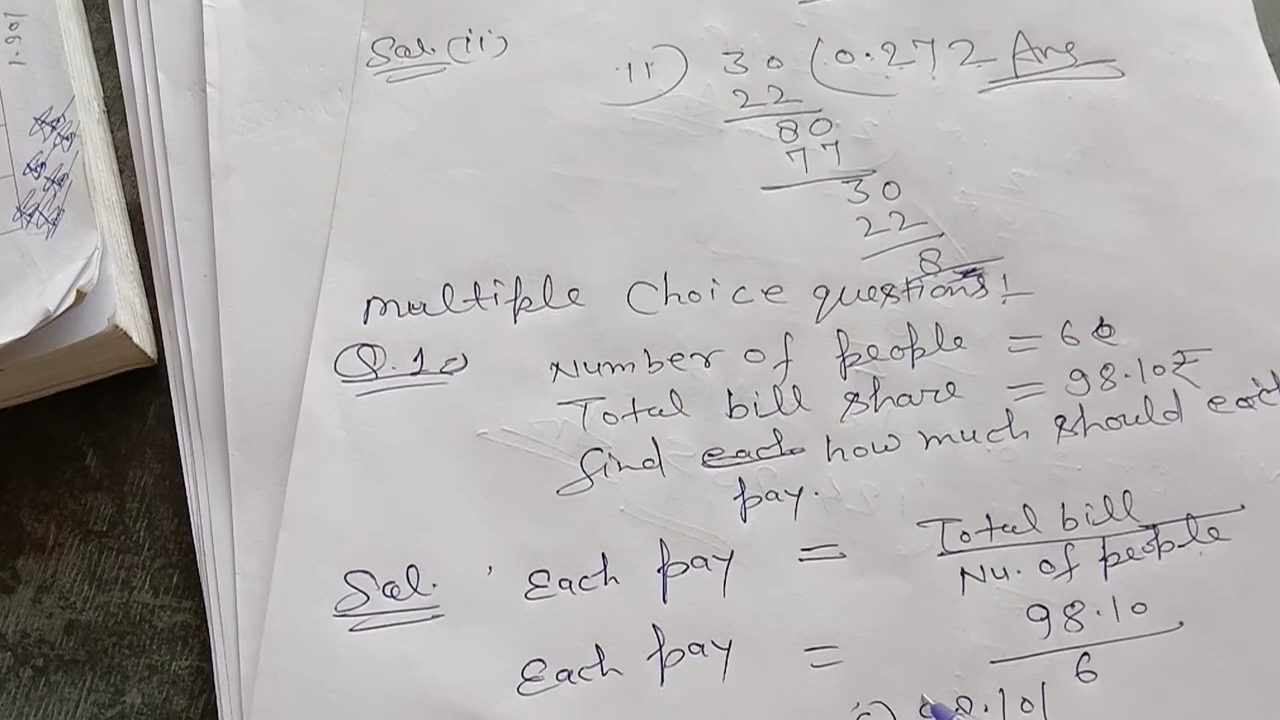 1.901
Sol.(ii)
11) 30 (0.272 Ans
22
80
77
30
22
8
Multiple Choice questions!-
Q.10 Number of people = 6
Total bill share = 98.10₹
find each how much should
pay.
Sol. Each pay = Total bill
Nu. of people
Each pay = 98.10
6